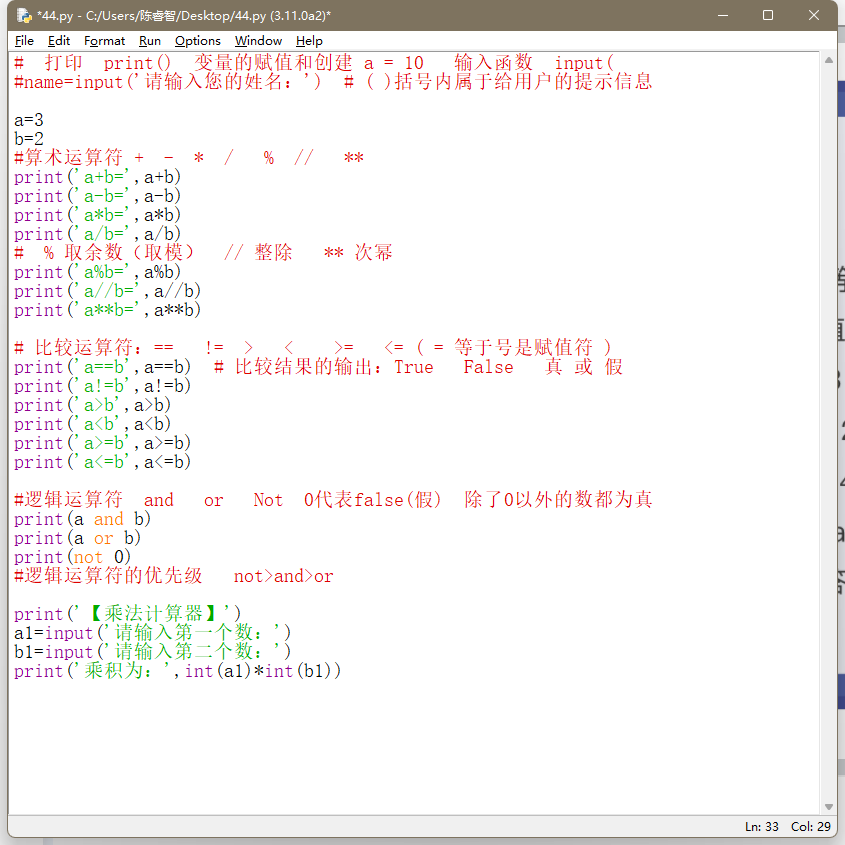 *44.py - C:/Users/陈睿智/Desktop/44.py (3.11.0a2)*
File Edit Format Run Options Window Help
#  打印  print()  变量的赋值和创建 a = 10   输入函数  input(
#name=input('请输入您的姓名：')  # ( )括号内属于给用户的提示信息
a=3
b=2
#算术运算符 +  -  *  /   %  //   **
print('a+b=',a+b)
print('a-b=',a-b)
print('a*b=',a*b)
print('a/b=',a/b)
#  % 取余数（取模）  // 整除   ** 次幂
print('a%b=',a%b)
print('a//b=',a//b)
print('a**b=',a**b)
# 比较运算符：==   !=  >   <    >=   <= ( = 等于号是赋值符 )
print('a==b',a==b)  # 比较结果的输出：True   False   真 或 假
print('a!=b',a!=b)
print('a>b',a>b)
print('a<b',a<b)
print('a>=b',a>=b)
print('a<=b',a<=b)
#逻辑运算符  and   or   Not  0代表false(假)  除了0以外的数都为真
print(a and b)
print(a or b)
print(not 0)
#逻辑运算符的优先级   not>and>or
print('【乘法计算器】')
a1=input('请输入第一个数：')
b1=input('请输入第二个数：')
print('乘积为：',int(a1)*int(b1))
Ln: 33 Col: 29